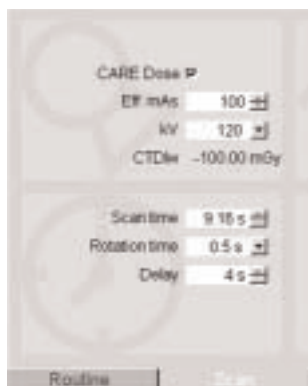 CARE Dose
Eff. mAs 100
kV 120
CTDIw -100.00 mGy
Scan time 9.16 s
Rotation time 0.5 s
Delay 4 s
Routine Scan